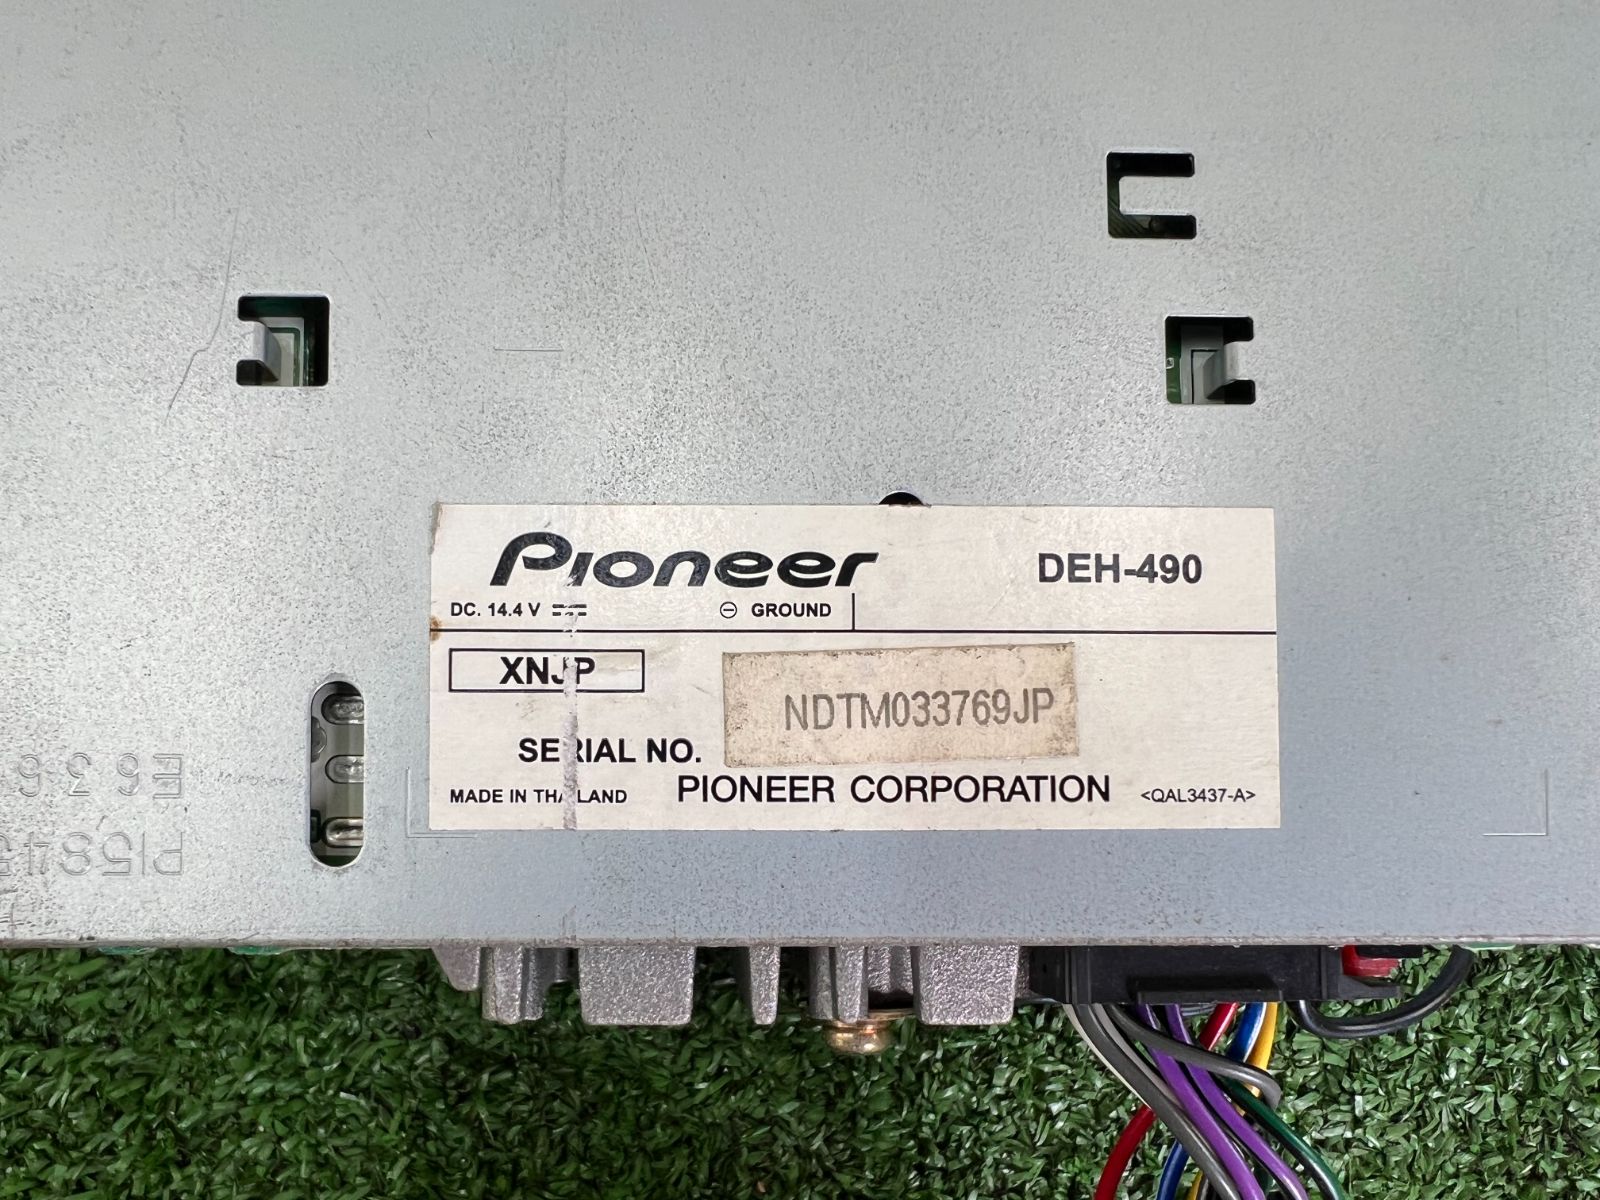 Pioneer
DEH-490
DC. 14.4 V ⎓ ⊖ GROUND
XNJP
NDTM033769JP
SERIAL NO.
MADE IN THAILAND PIONEER CORPORATION <QAL3437-A>